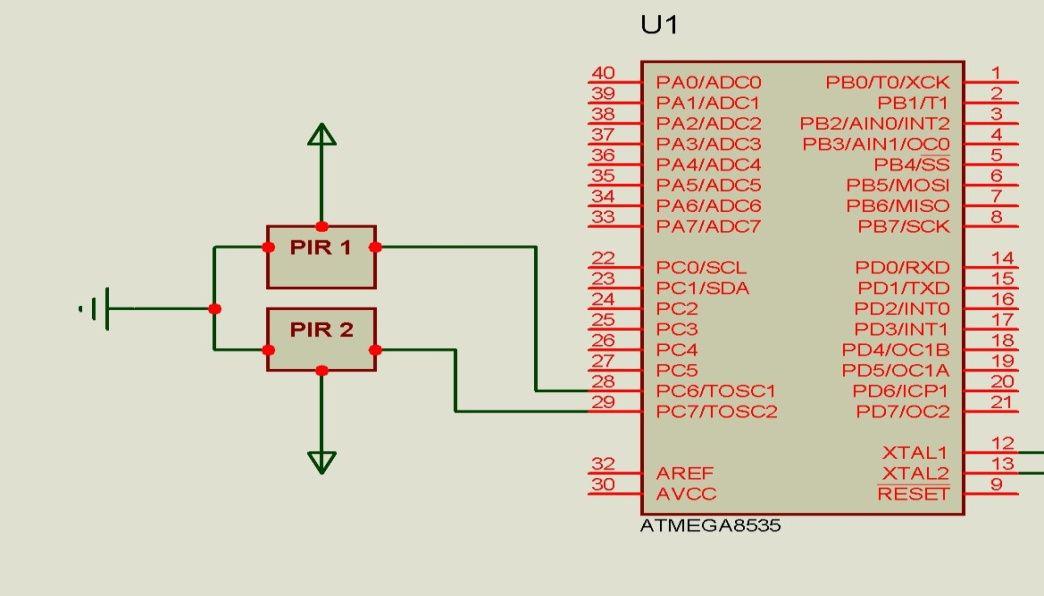 U1
40 PA0/ADC0 PB0/T0/XCK 1
39 PA1/ADC1 PB1/T1 2
38 PA2/ADC2 PB2/AIN0/INT2 3
37 PA3/ADC3 PB3/AIN1/OC0 4
36 PA4/ADC4 PB4/SS 5
35 PA5/ADC5 PB5/MOSI 6
34 PA6/ADC6 PB6/MISO 7
33 PA7/ADC7 PB7/SCK 8
PIR 1
22 PC0/SCL PD0/RXD 14
23 PC1/SDA PD1/TXD 15
24 PC2 PD2/INT0 16
PIR 2
25 PC3 PD3/INT1 17
26 PC4 PD4/OC1B 18
27 PC5 PD5/OC1A 19
28 PC6/TOSC1 PD6/ICP1 20
29 PC7/TOSC2 PD7/OC2 21
XTAL1 12
32 AREF XTAL2 13
30 AVCC RESET 9
ATMEGA8535